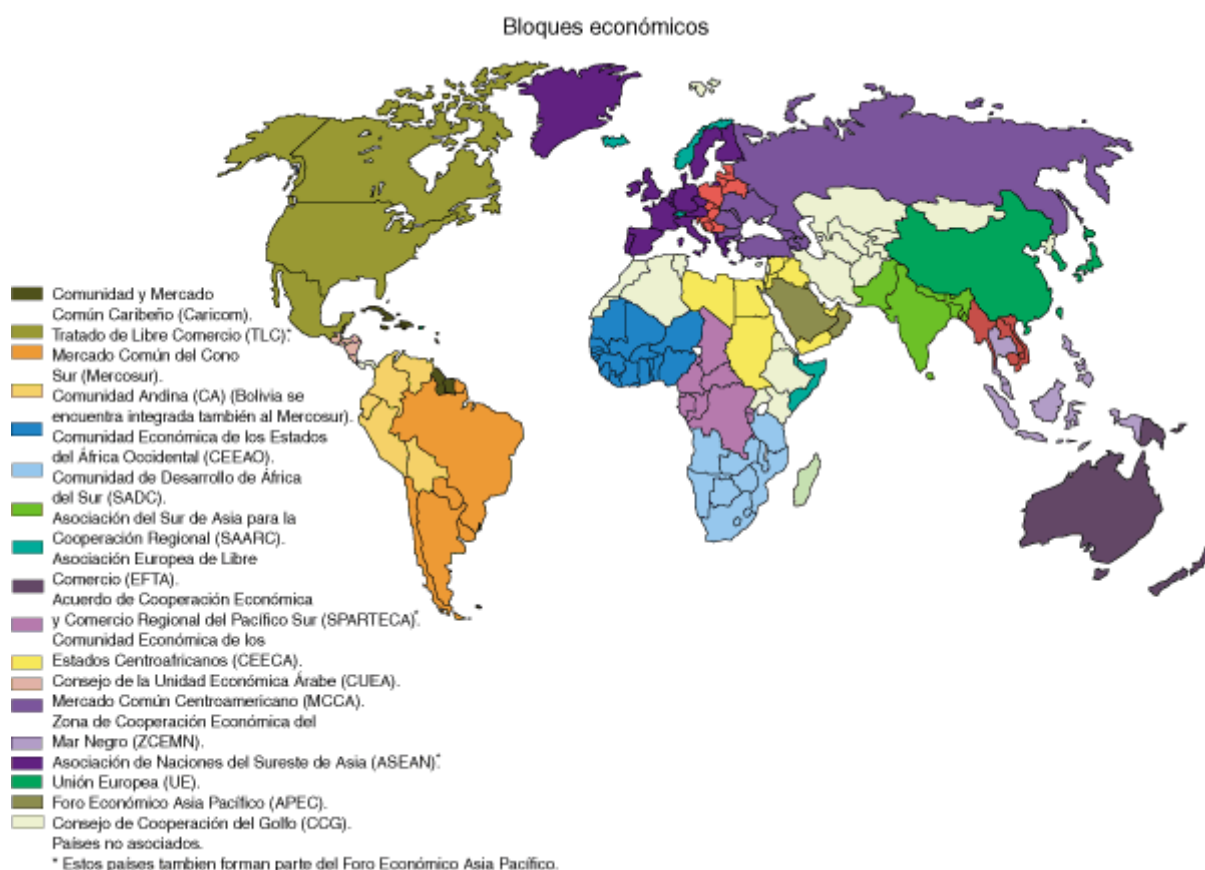 Bloques económicos
Comunidad y Mercado
Común Caribeño (Caricom).
Tratado de Libre Comercio (TLC).*
Mercado Común del Cono
Sur (Mercosur).
Comunidad Andina (CA) (Bolivia se
encuentra integrada también al Mercosur).
Comunidad Económica de los Estados
del África Occidental (CEEAO).
Comunidad de Desarrollo de África
del Sur (SADC).
Asociación del Sur de Asia para la
Cooperación Regional (SAARC).
Asociación Europea de Libre
Comercio (EFTA).
Acuerdo de Cooperación Económica
y Comercio Regional del Pacífico Sur (SPARTECA).*
Comunidad Económica de los
Estados Centroafricanos (CEECA).
Consejo de la Unidad Económica Árabe (CUEA).
Mercado Común Centroamericano (MCCA).
Zona de Cooperación Económica del
Mar Negro (ZCEMN).
Asociación de Naciones del Sureste de Asia (ASEAN).*
Unión Europea (UE).
Foro Económico Asia Pacífico (APEC).
Consejo de Cooperación del Golfo (CCG).
Países no asociados.
* Estos países tambien forman parte del Foro Económico Asia Pacífico.